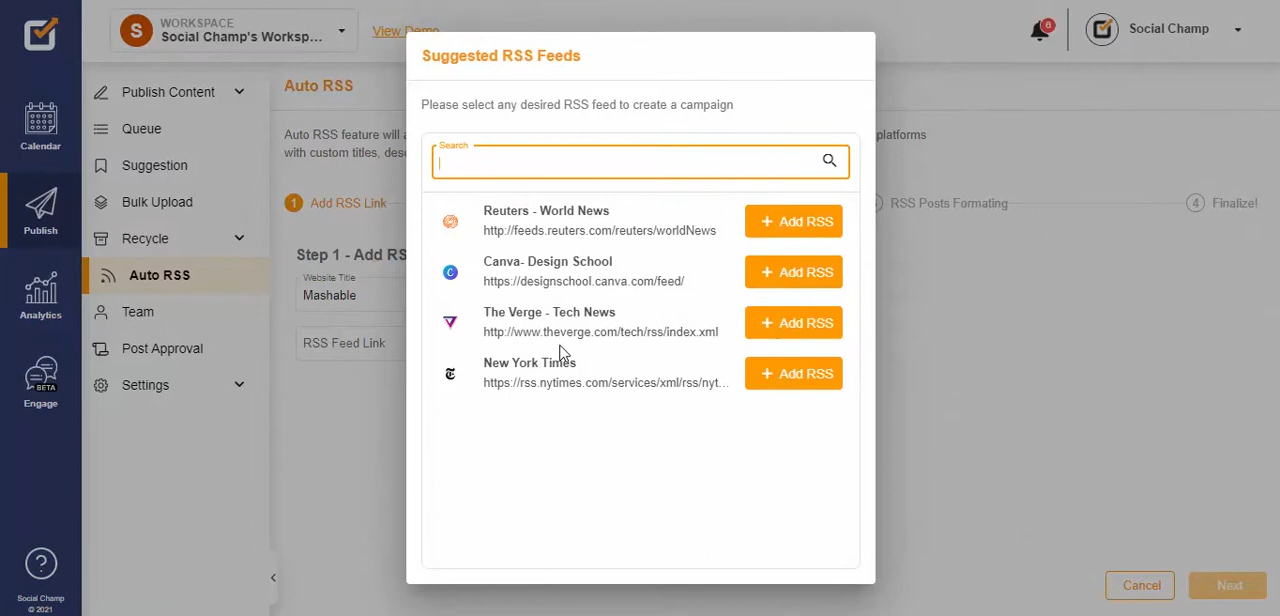 WORKSPACE
S
Social Champ's Worksp...
View Demo
6
Social Champ
Calendar
Publish
Analytics
BETA
Engage
?
Social Champ
© 2021
Publish Content
Queue
Suggestion
Bulk Upload
Recycle
Auto RSS
Team
Post Approval
Settings
Auto RSS
Auto RSS feature will a
platforms
with custom titles, des
1 Add RSS Link
RSS Posts Formating
4 Finalize!
Step 1 - Add RS
Website Title
Mashable
RSS Feed Link
Suggested RSS Feeds
Please select any desired RSS feed to create a campaign
Search
Reuters - World News
http://feeds.reuters.com/reuters/worldNews
+ Add RSS
Canva- Design School
https://designschool.canva.com/feed/
+ Add RSS
The Verge - Tech News
http://www.theverge.com/tech/rss/index.xml
+ Add RSS
New York Times
https://rss.nytimes.com/services/xml/rss/nyt...
+ Add RSS
Cancel
Next